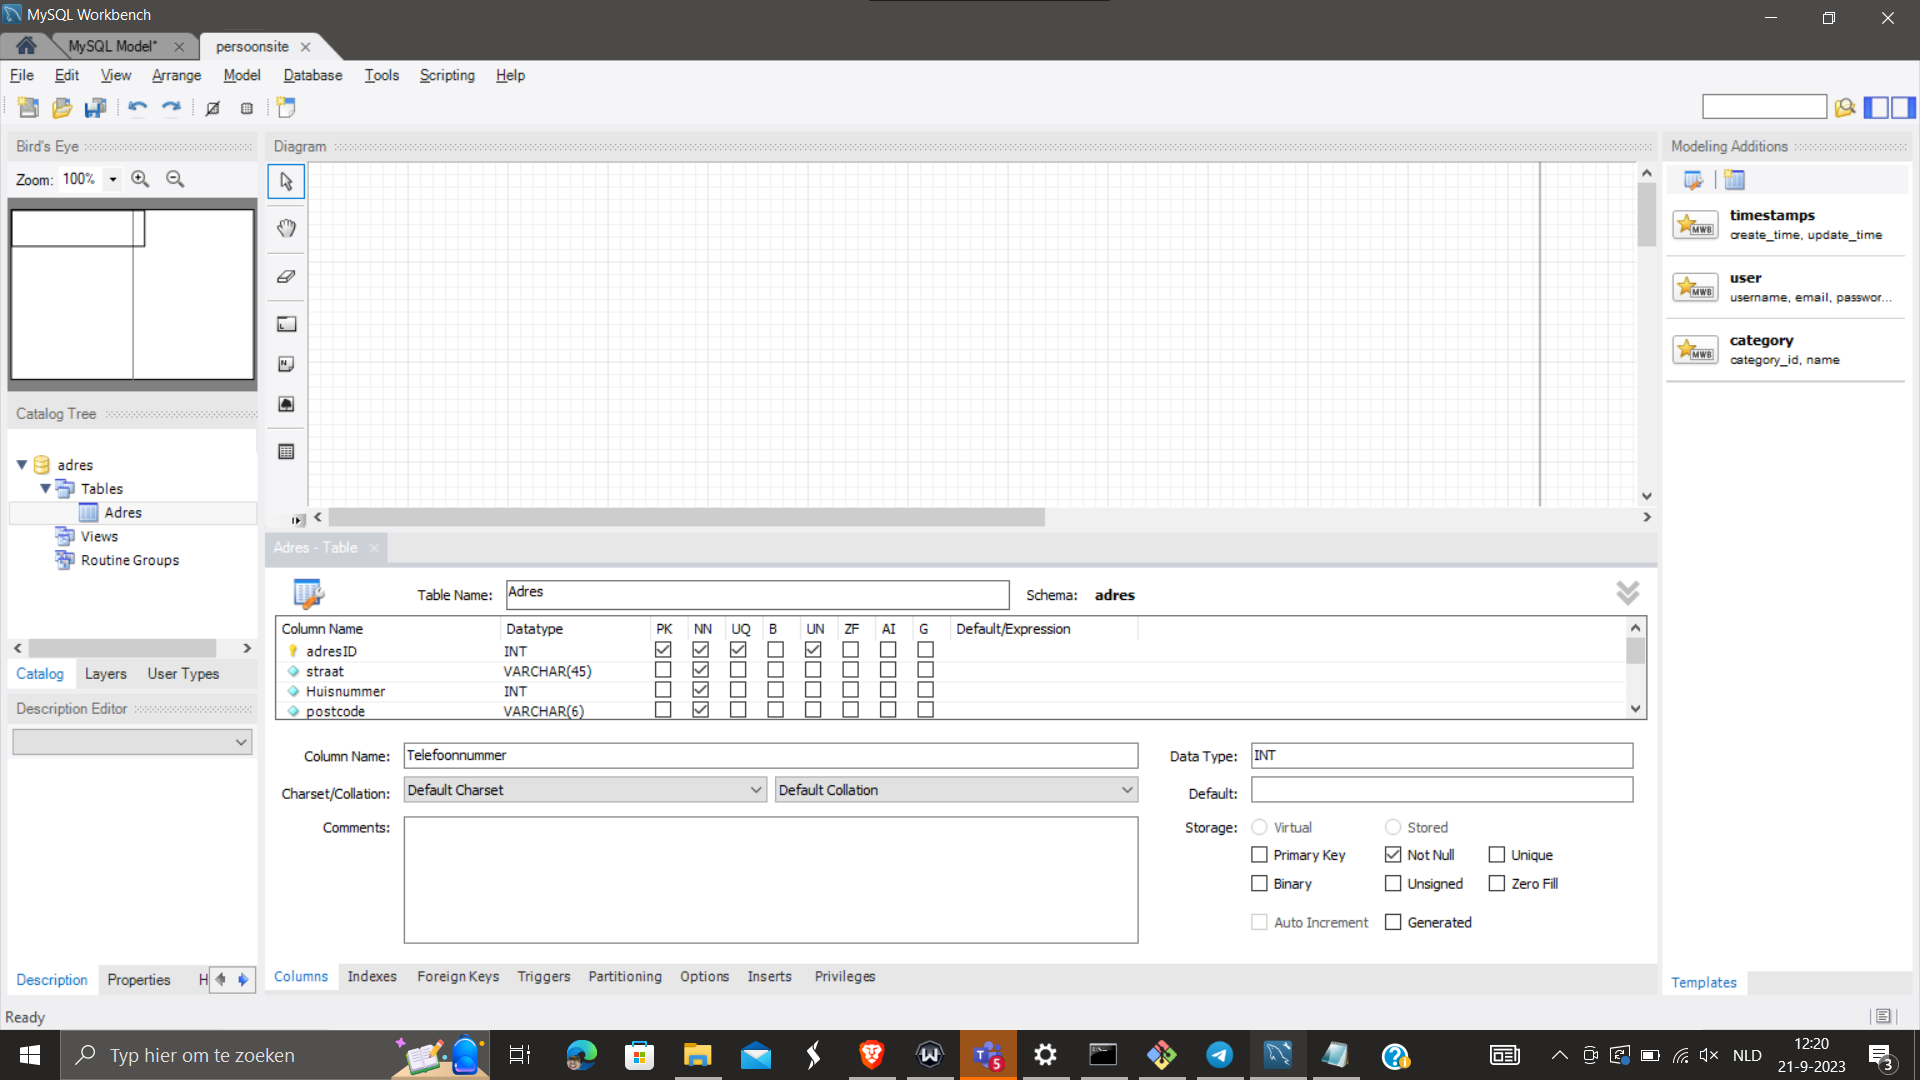 MySQL Workbench
MySQL Model*
persoonsite
File Edit View Arrange Model Database Tools Scripting Help
Bird's Eye
Zoom: 100%
Diagram
Modeling Additions
timestamps
create_time, update_time
user
username, email, passwor...
category
category_id, name
Catalog Tree
adres
Tables
Adres
Views
Routine Groups
Catalog Layers User Types
Description Editor
Description Properties H
Adres - Table
Table Name: Adres Schema: adres
Column Name Datatype PK NN UQ B UN ZF AI G Default/Expression
adresID INT
straat VARCHAR(45)
Huisnummer INT
postcode VARCHAR(6)
Column Name: Telefoonnummer Data Type: INT
Charset/Collation: Default Charset Default Collation Default:
Comments: Storage: Virtual Stored
Primary Key Not Null Unique
Binary Unsigned Zero Fill
Auto Increment Generated
Columns Indexes Foreign Keys Triggers Partitioning Options Inserts Privileges
Templates
Ready
Typ hier om te zoeken
5
NLD
12:20
21-9-2023
3